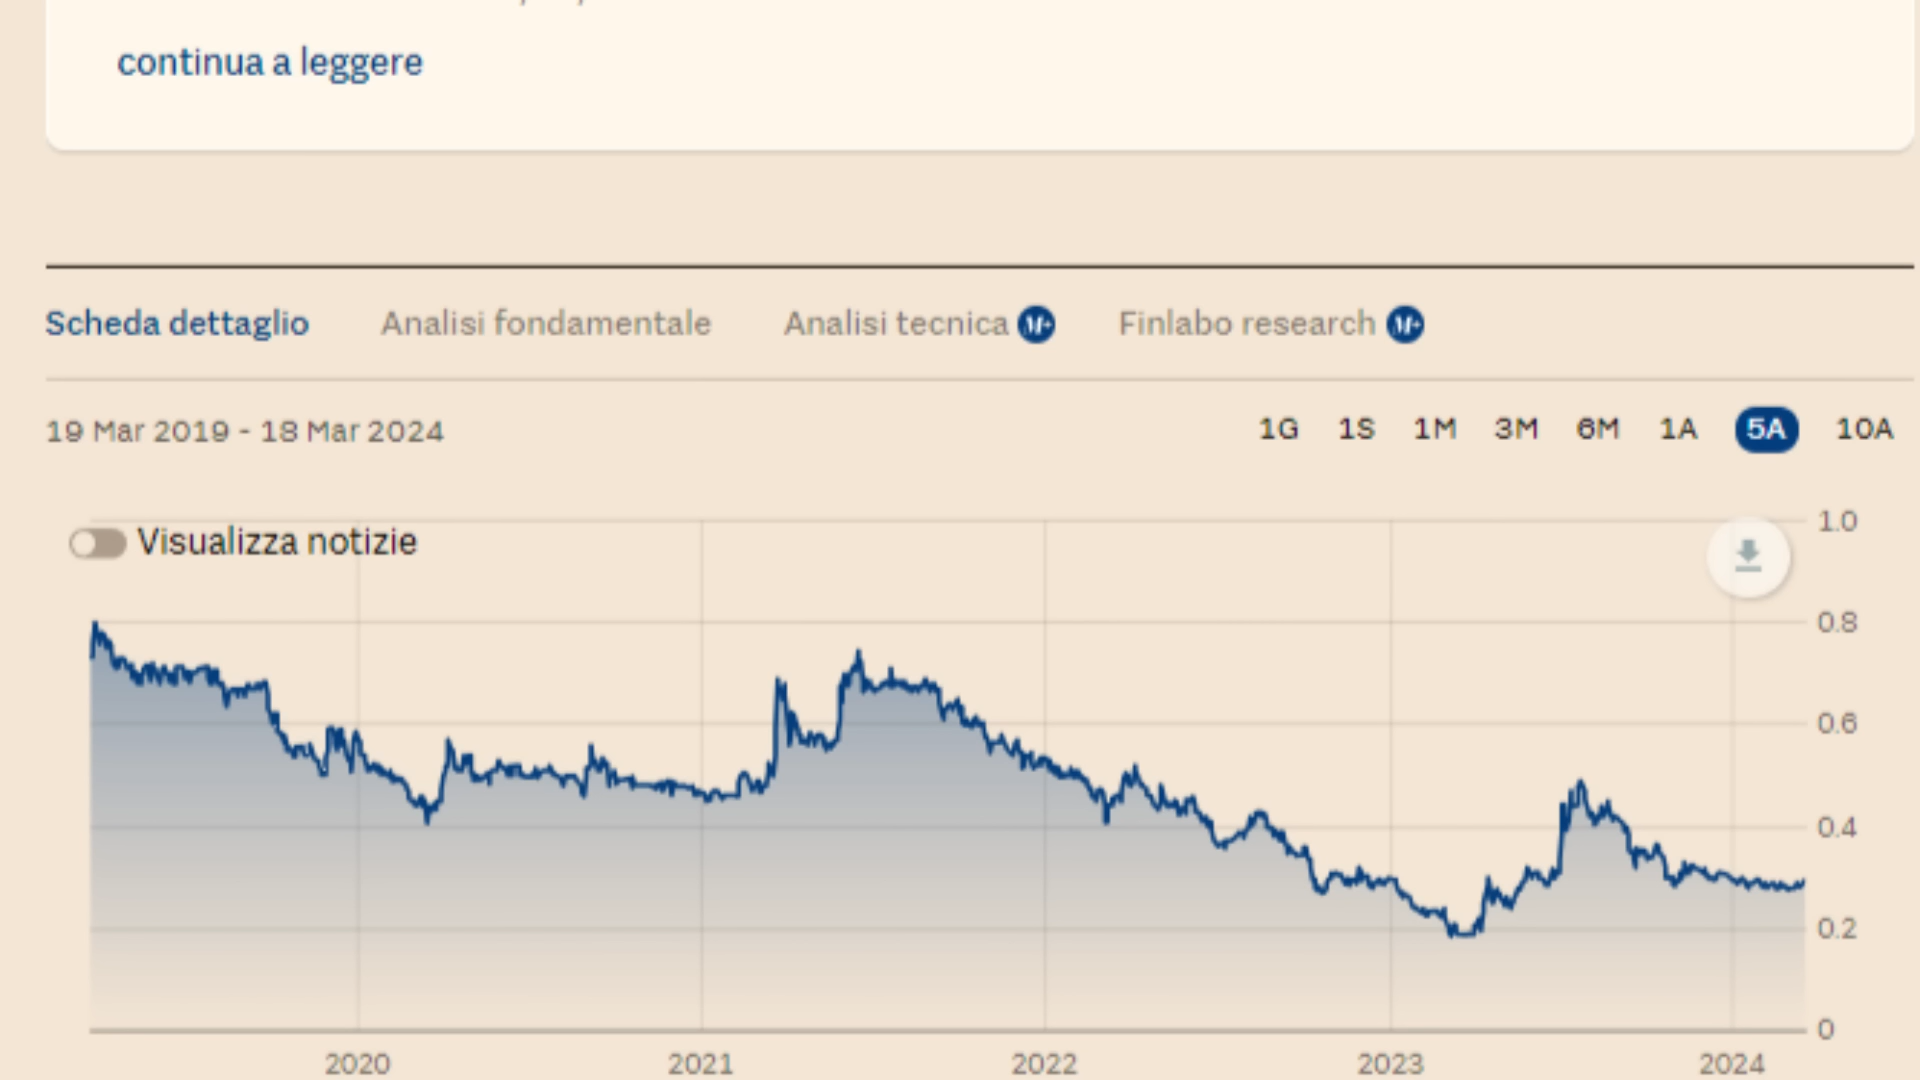 continua a leggere
Scheda dettaglio Analisi fondamentale Analisi tecnica M+ Finlabo research M+
19 Mar 2019 - 18 Mar 2024 1G 1S 1M 3M 6M 1A 5A 10A
Visualizza notizie
1.0
0.8
0.6
0.4
0.2
0
2020 2021 2022 2023 2024